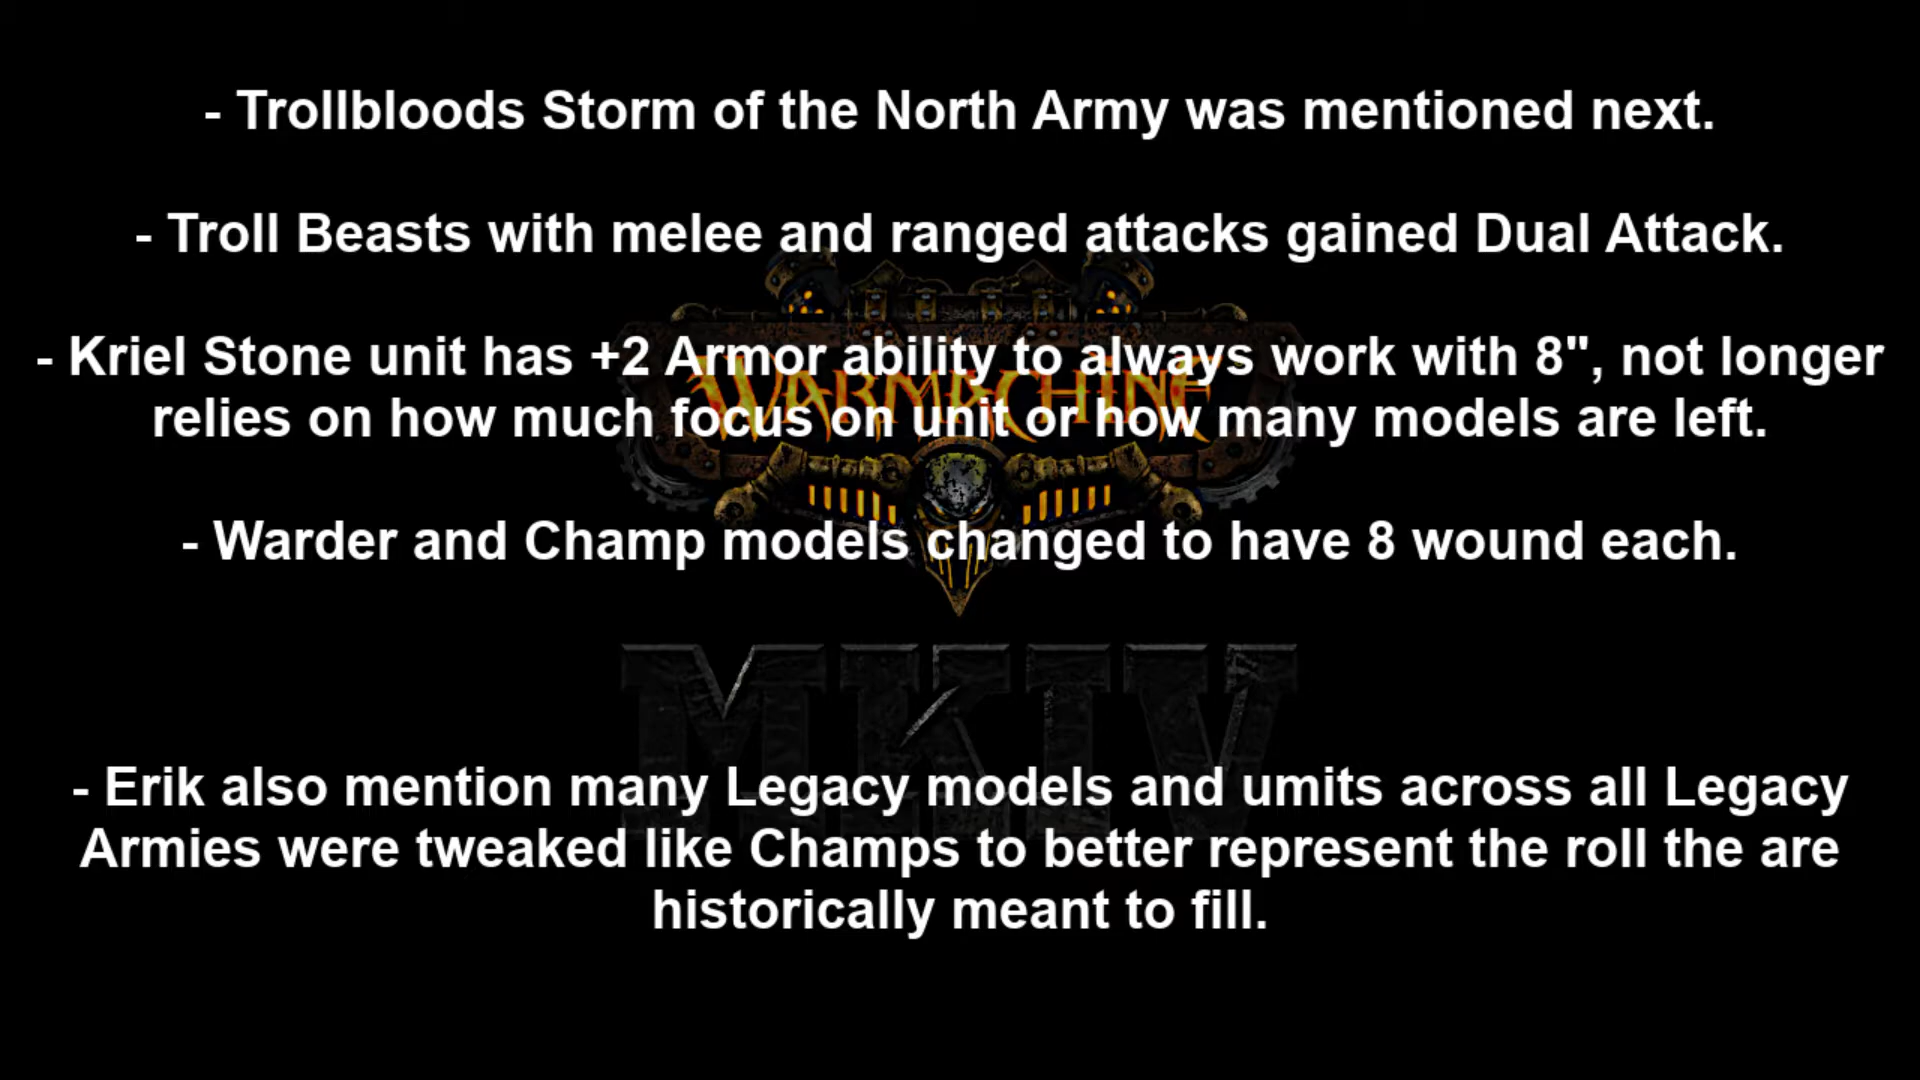 - Trollbloods Storm of the North Army was mentioned next.
- Troll Beasts with melee and ranged attacks gained Dual Attack.
- Kriel Stone unit has +2 Armor ability to always work with 8", not longer
relies on how much focus on unit or how many models are left.
WARMACHINE
- Warder and Champ models changed to have 8 wound each.
MKIV
- Erik also mention many Legacy models and umits across all Legacy
Armies were tweaked like Champs to better represent the roll the are
historically meant to fill.